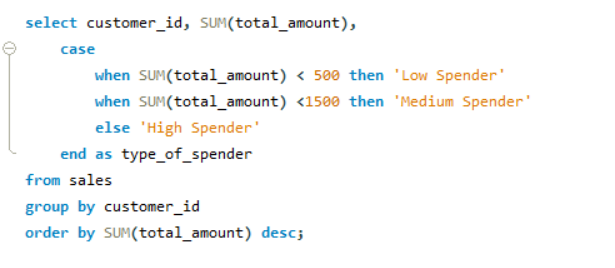 select customer_id, SUM(total_amount),
case
when SUM(total_amount) < 500 then 'Low Spender'
when SUM(total_amount) <1500 then 'Medium Spender'
else 'High Spender'
end as type_of_spender
from sales
group by customer_id
order by SUM(total_amount) desc;